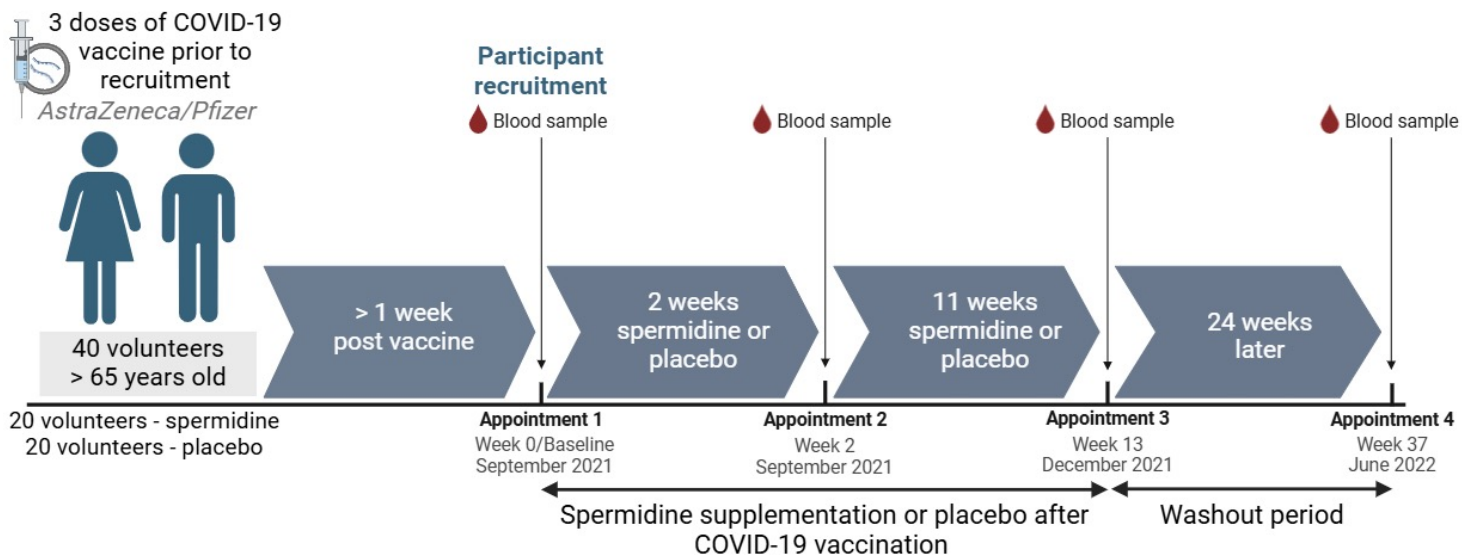 3 doses of COVID-19
vaccine prior to
recruitment
AstraZeneca/Pfizer
40 volunteers
> 65 years old
20 volunteers - spermidine
20 volunteers - placebo
Participant
recruitment
Blood sample
Blood sample
Blood sample
Blood sample
> 1 week
post vaccine
2 weeks
spermidine or
placebo
11 weeks
spermidine or
placebo
24 weeks
later
Appointment 1
Week 0/Baseline
September 2021
Appointment 2
Week 2
September 2021
Appointment 3
Week 13
December 2021
Appointment 4
Week 37
June 2022
Spermidine supplementation or placebo after
COVID-19 vaccination
Washout period